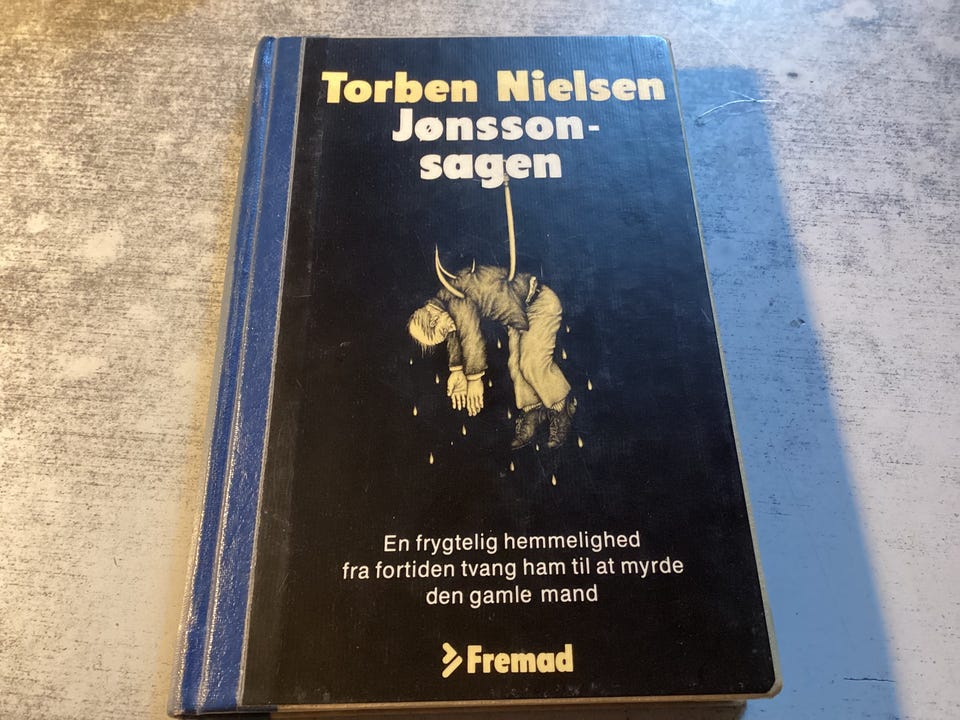 Torben Nielsen
Jønsson-
sagen
En frygtelig hemmelighed
fra fortiden tvang ham til at myrde
den gamle mand
Fremad